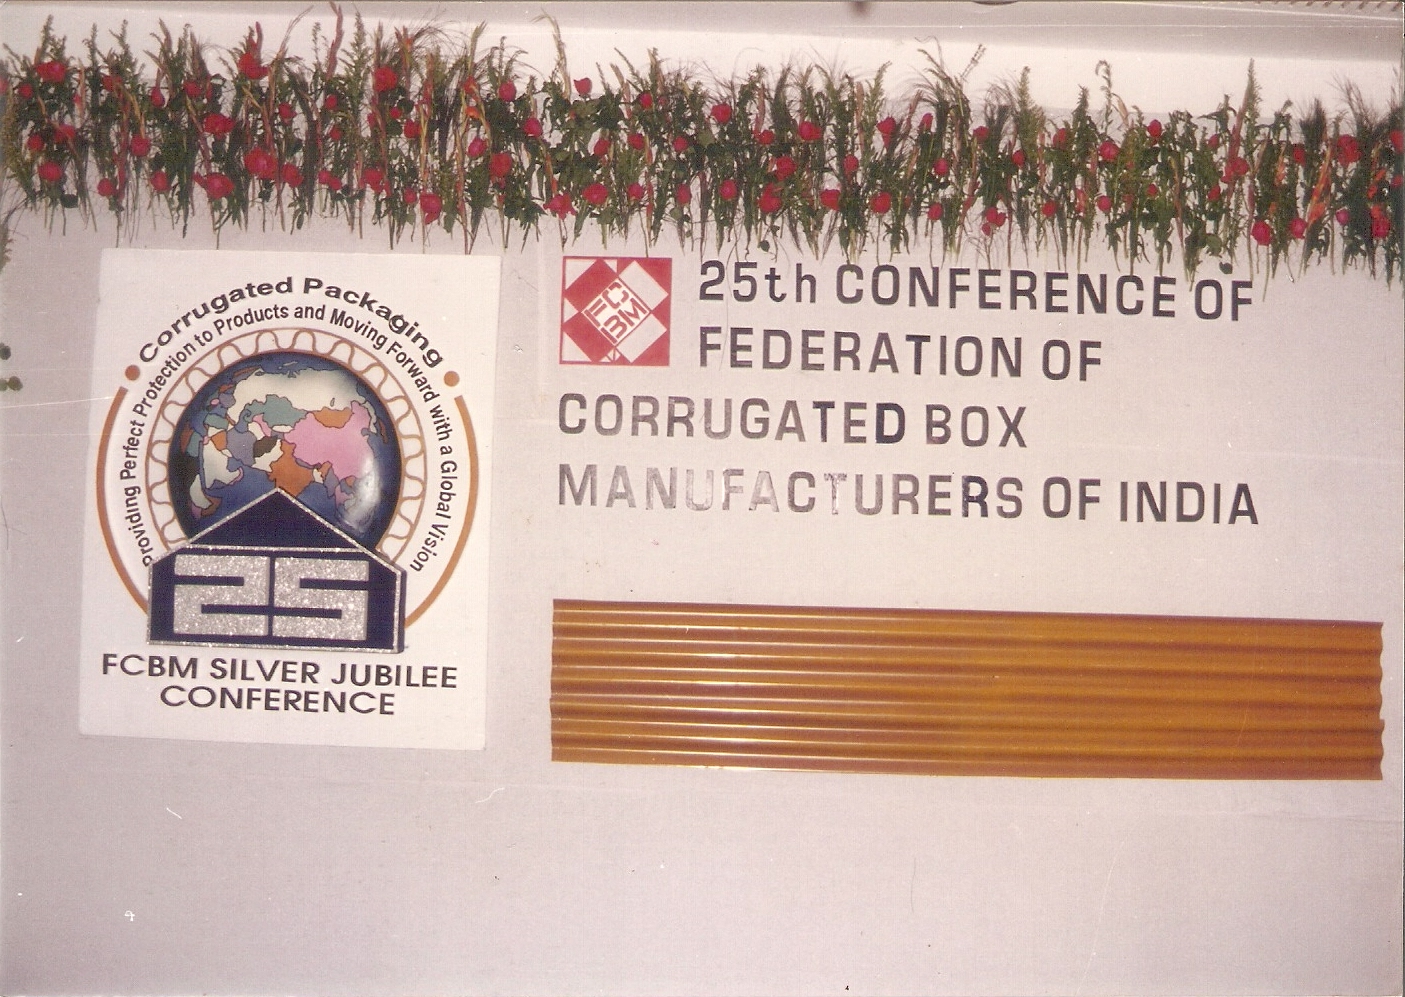 Corrugated Packaging
Providing Perfect Protection to Products and Moving Forward with a Global Vision
25
FCBM SILVER JUBILEE
CONFERENCE
FCBM
25th CONFERENCE OF
FEDERATION OF
CORRUGATED BOX
MANUFACTURERS OF INDIA